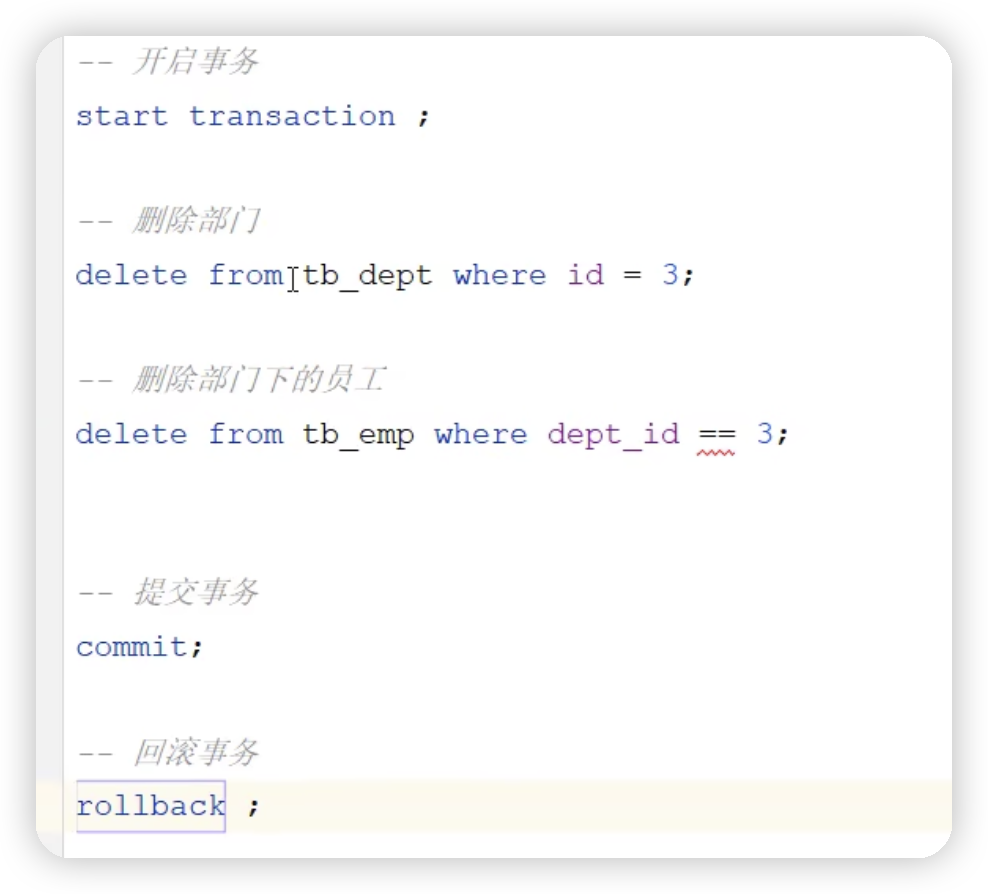 -- 开启事务
start transaction ;
-- 删除部门
delete from tb_dept where id = 3;
-- 删除部门下的员工
delete from tb_emp where dept_id == 3;
-- 提交事务
commit;
-- 回滚事务
rollback ;